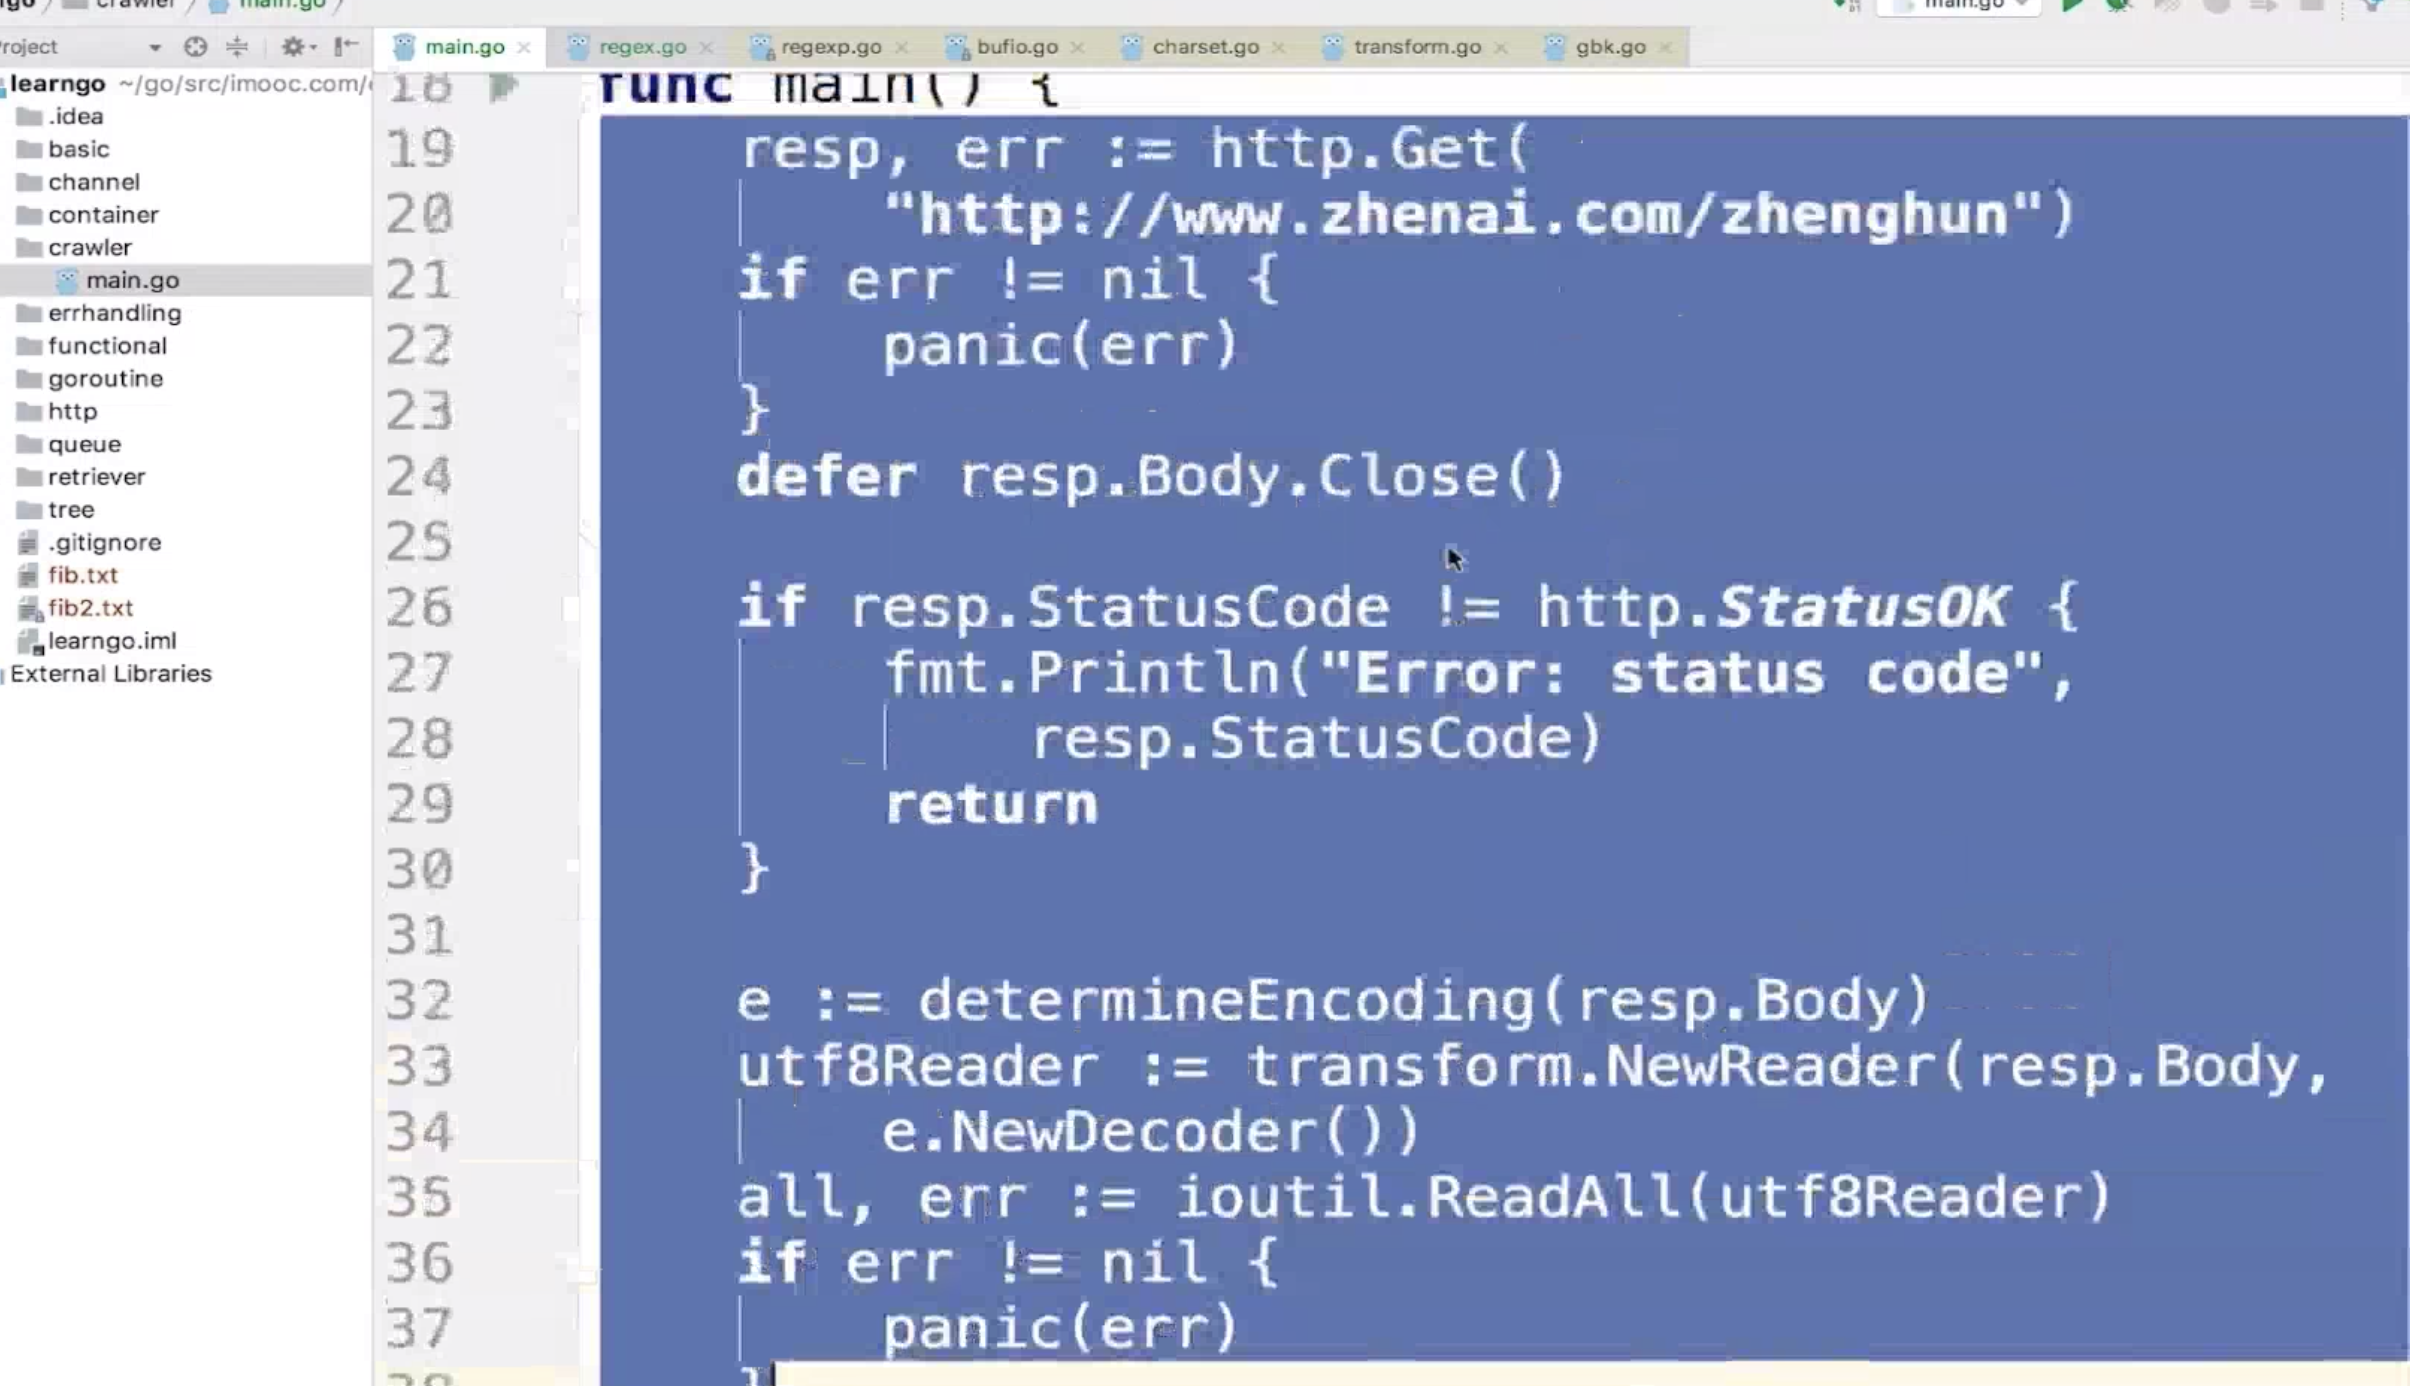 crawler main.go
main.go
roject
main.go regex.go regexp.go bufio.go charset.go transform.go gbk.go
learngo ~/go/src/imooc.com/
.idea
basic
channel
container
crawler
main.go
errhandling
functional
goroutine
http
queue
retriever
tree
.gitignore
fib.txt
fib2.txt
learngo.iml
External Libraries
18 func main() {
19 resp, err := http.Get(
20 "http://www.zhenai.com/zhenghun")
21 if err != nil {
22 panic(err)
23 }
24 defer resp.Body.Close()
25
26 if resp.StatusCode != http.StatusOK {
27 fmt.Println("Error: status code",
28 resp.StatusCode)
29 return
30 }
31
32 e := determineEncoding(resp.Body)
33 utf8Reader := transform.NewReader(resp.Body,
34 e.NewDecoder())
35 all, err := ioutil.ReadAll(utf8Reader)
36 if err != nil {
37 panic(err)
38 }